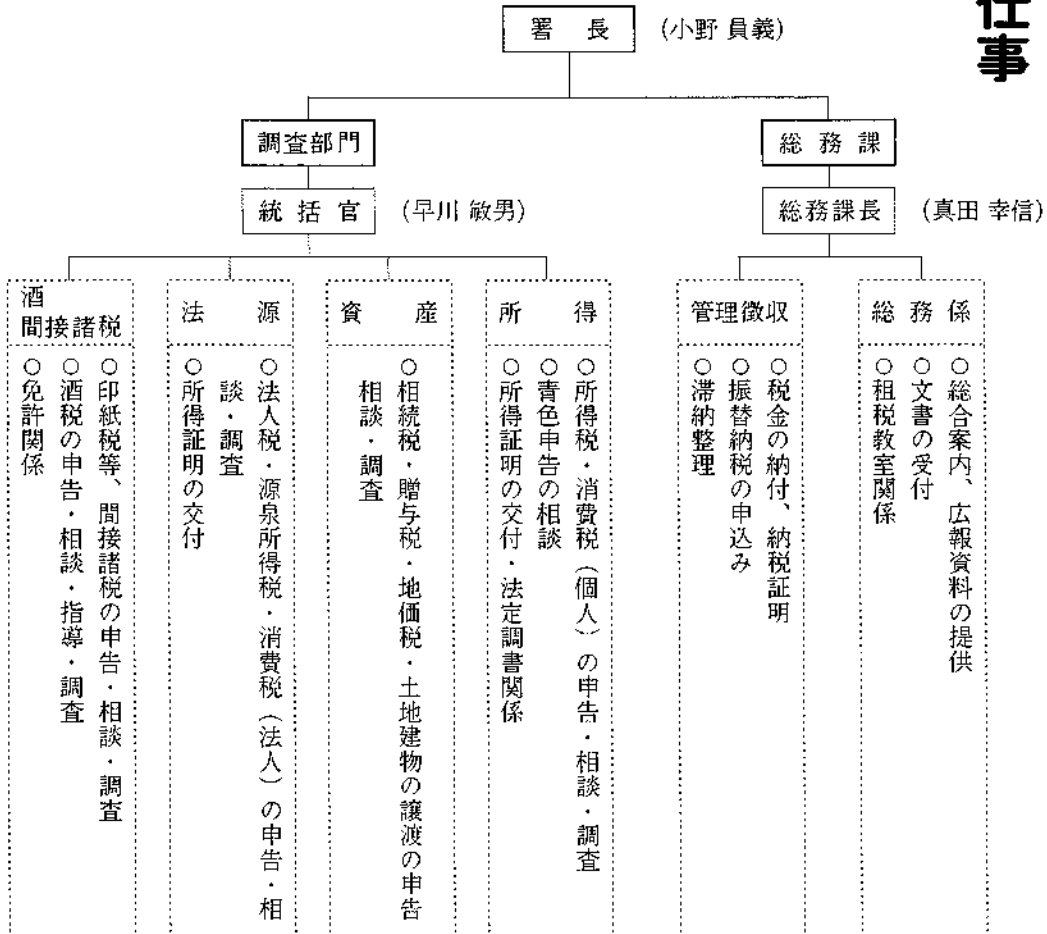 仕事
署長 (小野 員義)
調査部門
総務課
統括官 (早川 敏男)
総務課長 (真田 幸信)
総務係
○総合案内、広報資料の提供
○文書の受付
○租税教室関係
管理徴収
○税金の納付、納税証明
○振替納税の申込み
○滞納整理
所得
○所得税・消費税(個人)の申告・相談・調査
○青色申告の相談
○所得証明の交付・法定調書関係
資産
○相続税・贈与税・地価税・土地建物の譲渡の申告
相談・調査
法源
○法人税・源泉所得税・消費税(法人)の申告・相
談・調査
○所得証明の交付
酒
間接諸税
○印紙税等、間接諸税の申告・相談・調査
○酒税の申告・相談・指導・調査
○免許関係